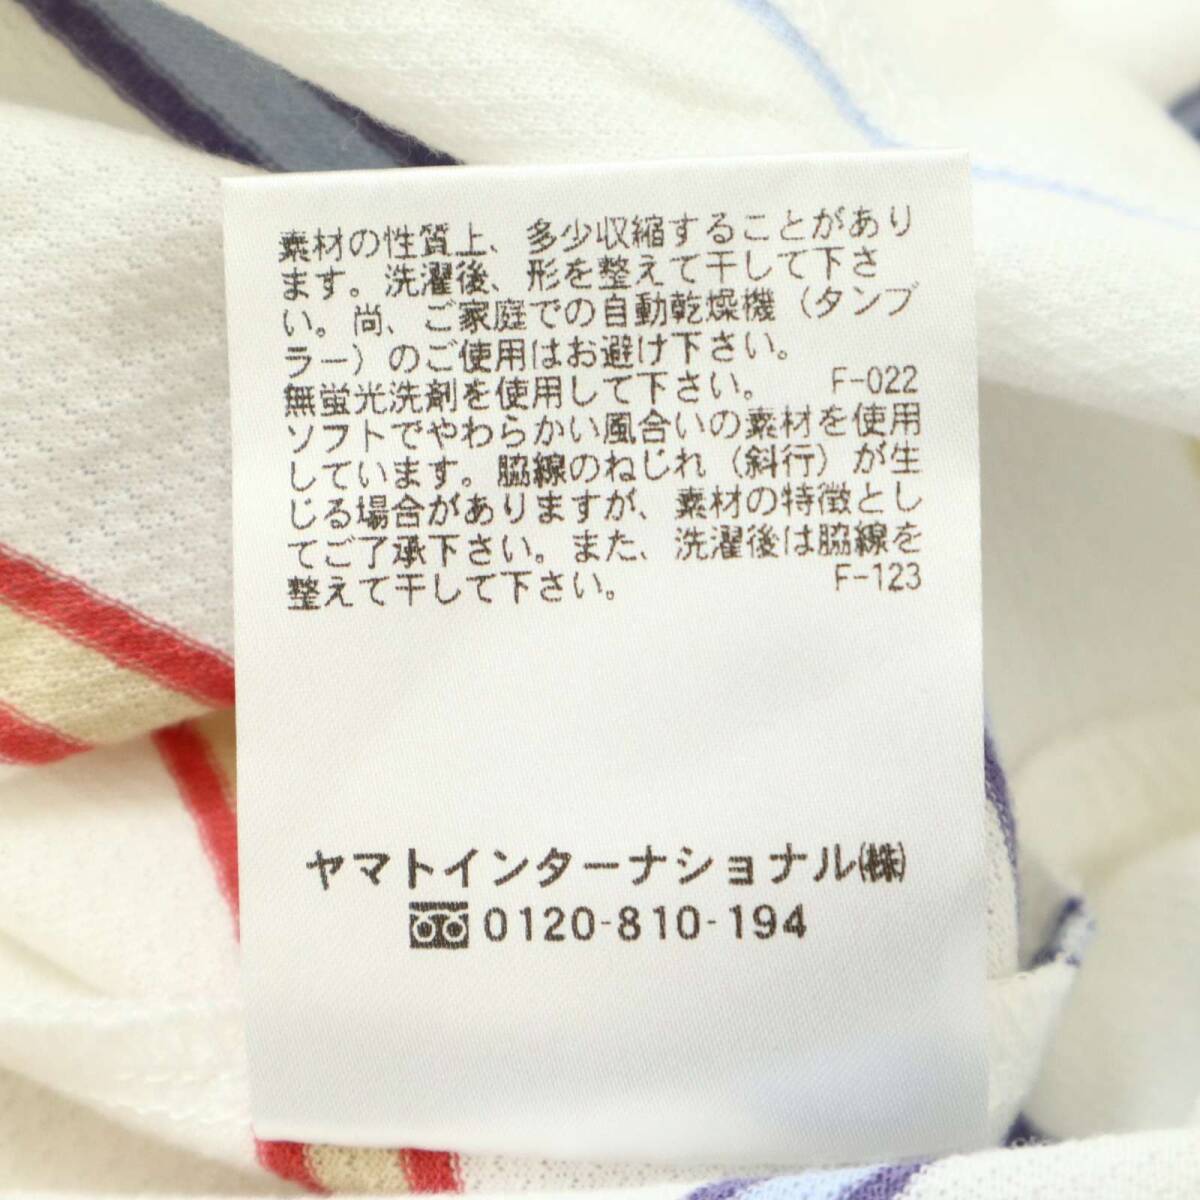 素材の性質上、多少収縮することがあり
ます。洗濯後、形を整えて干して下さ
い。尚、ご家庭での自動乾燥機（タンブ
ラー）のご使用はお避け下さい。
無蛍光洗剤を使用して下さい。 F-022
ソフトでやわらかい風合いの素材を使用
しています。脇線のねじれ（斜行）が生
じる場合がありますが、素材の特徴とし
てご了承下さい。また、洗濯後は脇線を
整えて干して下さい。 F-123
ヤマトインターナショナル㈱
0120-810-194